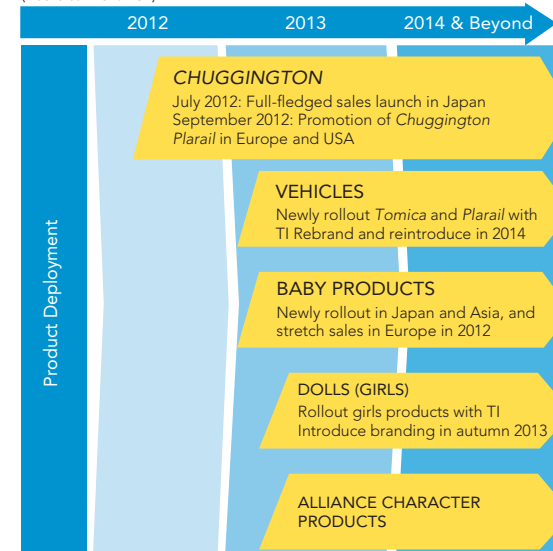 2012 2013 2014 & Beyond
Product Deployment
CHUGGINGTON
July 2012: Full-fledged sales launch in Japan
September 2012: Promotion of Chuggington
Plarail in Europe and USA
VEHICLES
Newly rollout Tomica and Plarail with
TI Rebrand and reintroduce in 2014
BABY PRODUCTS
Newly rollout in Japan and Asia, and
stretch sales in Europe in 2012
DOLLS (GIRLS)
Rollout girls products with TI
Introduce branding in autumn 2013
ALLIANCE CHARACTER
PRODUCTS